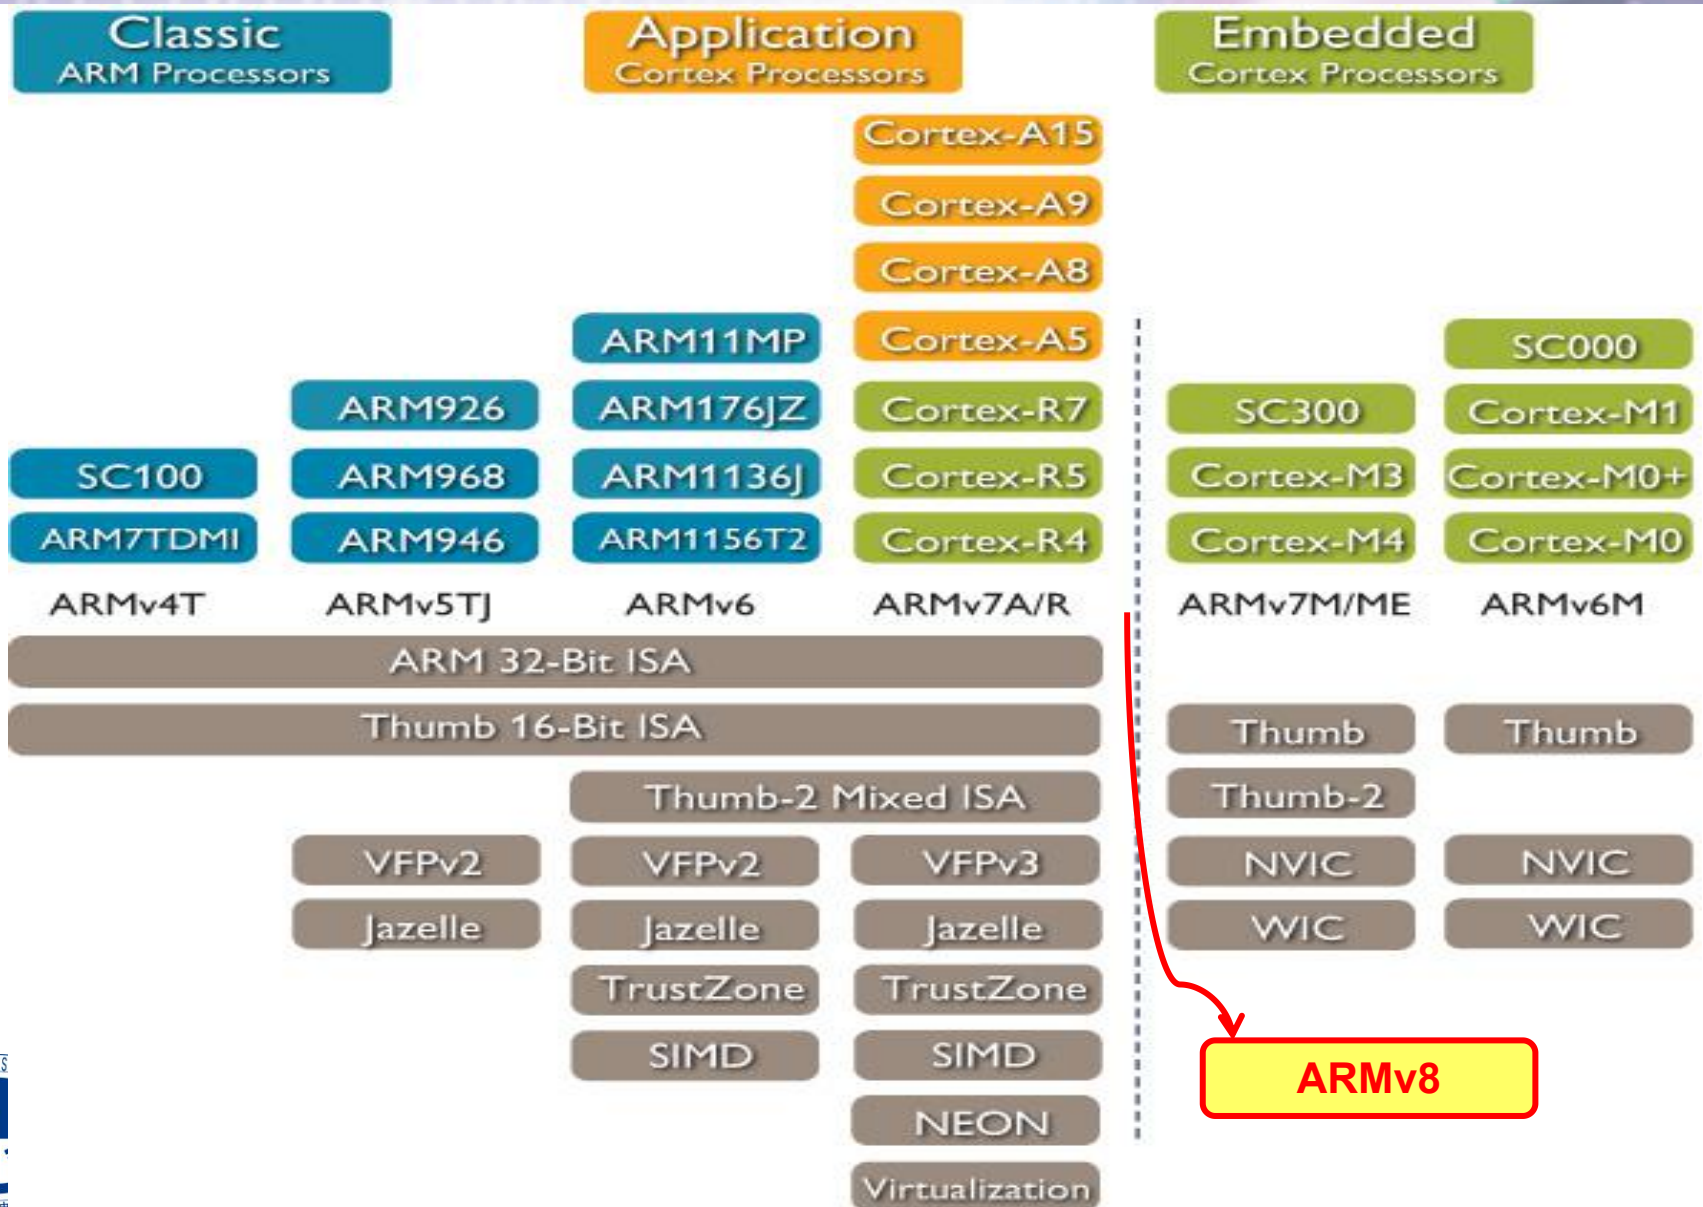 Classic
ARM Processors
Application
Cortex Processors
Embedded
Cortex Processors
Cortex-A15
Cortex-A9
Cortex-A8
ARM11MP
Cortex-A5
SC000
ARM926
ARM176JZ
Cortex-R7
SC300
Cortex-M1
SC100
ARM968
ARM1136J
Cortex-R5
Cortex-M3
Cortex-M0+
ARM7TDMI
ARM946
ARM1156T2
Cortex-R4
Cortex-M4
Cortex-M0
ARMv4T
ARMv5TJ
ARMv6
ARMv7A/R
ARMv7M/ME
ARMv6M
ARM 32-Bit ISA
Thumb 16-Bit ISA
Thumb
Thumb
Thumb-2 Mixed ISA
Thumb-2
VFPv2
VFPv2
VFPv3
NVIC
NVIC
Jazelle
Jazelle
Jazelle
WIC
WIC
TrustZone
TrustZone
SIMD
SIMD
ARMv8
NEON
Virtualization